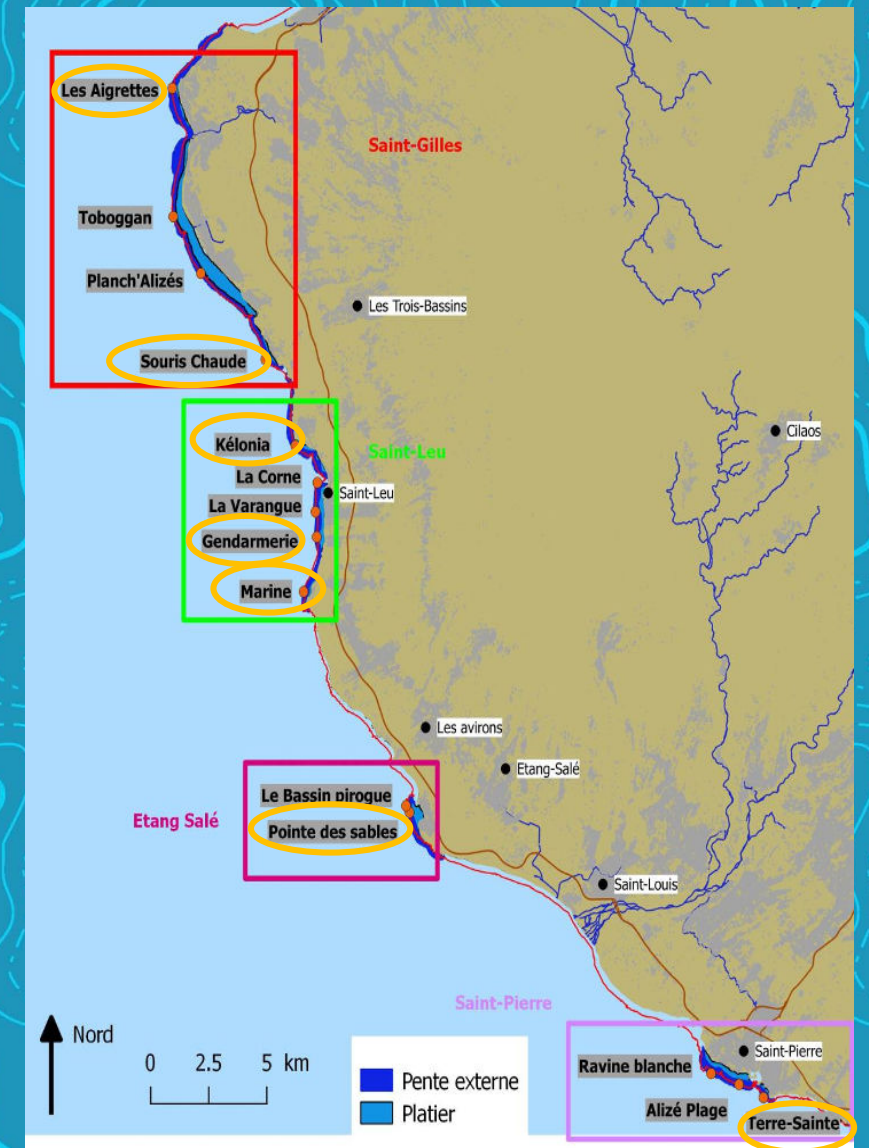 Les Aigrettes
Saint-Gilles
Toboggan
Planch'Alizés
Les Trois-Bassins
Souris Chaude
Cilaos
Kélonia
Saint-Leu
La Corne
Saint-Leu
La Varangue
Gendarmerie
Marine
Les avirons
Etang-Salé
Le Bassin pirogue
Etang Salé
Pointe des sables
Saint-Louis
Saint-Pierre
Nord
0 2.5 5 km
Pente externe
Platier
Saint-Pierre
Ravine blanche
Alizé Plage
Terre-Sainte